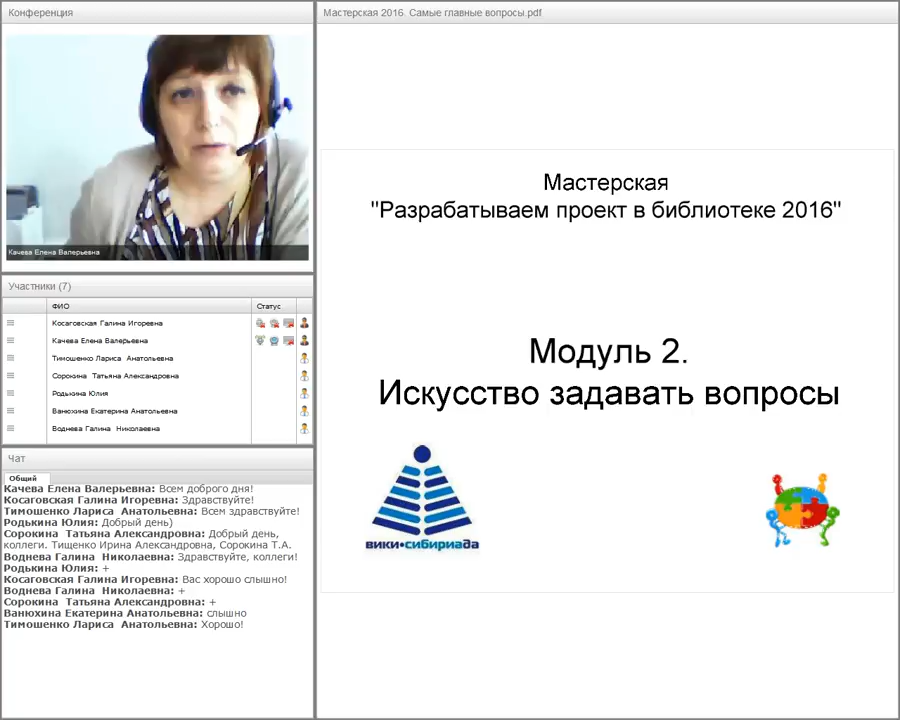 Конференция
Качева Елена Валерьевна
Участники (7)
ФИО Статус
Косаговская Галина Игоревна
Качева Елена Валерьевна
Тимошенко Лариса Анатольевна
Сорокина Татьяна Александровна
Родькина Юлия
Ванюхина Екатерина Анатольевна
Воднева Галина Николаевна
Чат
Общий
Качева Елена Валерьевна: Всем доброго дня!
Косаговская Галина Игоревна: Здравствуйте!
Тимошенко Лариса Анатольевна: Всем здравствуйте!
Родькина Юлия: Добрый день)
Сорокина Татьяна Александровна: Добрый день,
коллеги. Тищенко Ирина Александровна, Сорокина Т.А.
Воднева Галина Николаевна: Здравствуйте, коллеги!
Родькина Юлия: +
Косаговская Галина Игоревна: Вас хорошо слышно!
Воднева Галина Николаевна: +
Сорокина Татьяна Александровна: +
Ванюхина Екатерина Анатольевна: слышно
Тимошенко Лариса Анатольевна: Хорошо!
Мастерская 2016. Самые главные вопросы.pdf
Мастерская
"Разрабатываем проект в библиотеке 2016"
Модуль 2.
Искусство задавать вопросы
вики•сибириада